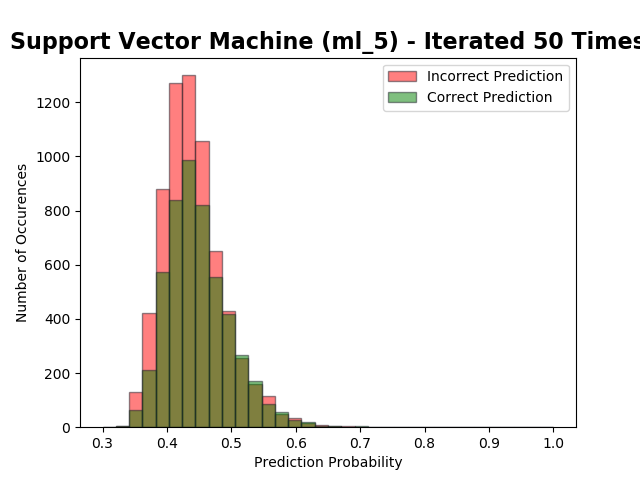 Support Vector Machine (ml_5) - Iterated 50 Times
Incorrect Prediction
Correct Prediction
Number of Occurences
1200
1000
800
600
400
200
0
0.3 0.4 0.5 0.6 0.7 0.8 0.9 1.0
Prediction Probability